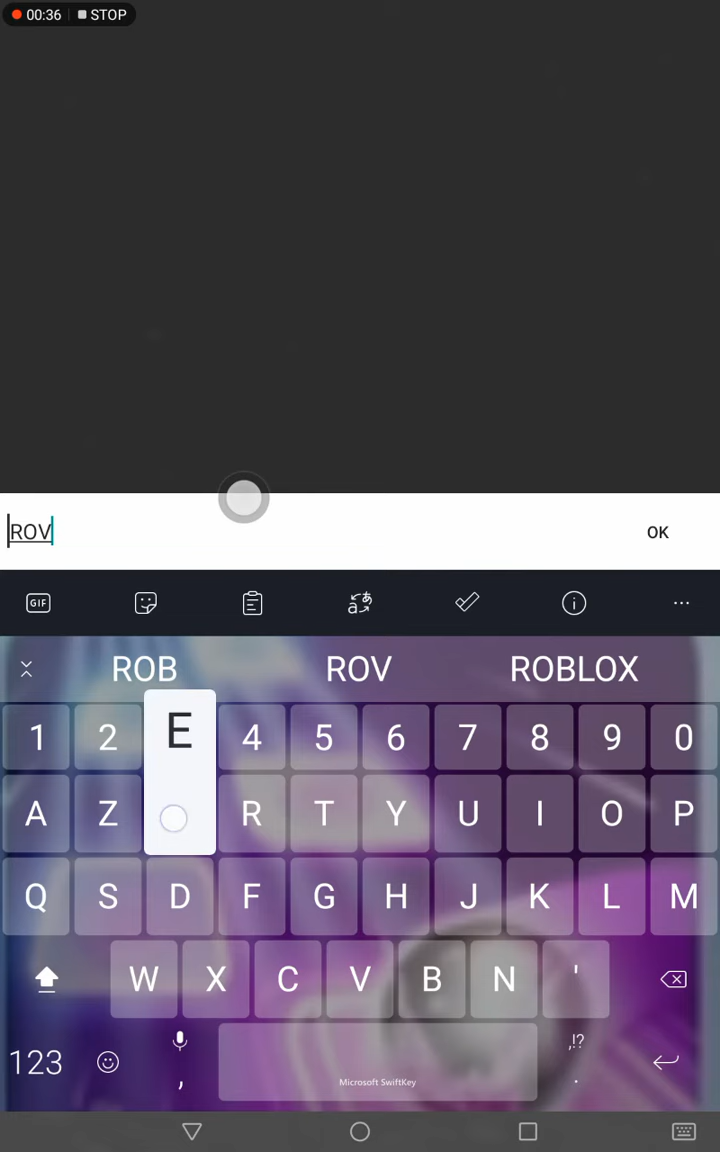 00:36 STOP
ROV OK
GIF
ROB ROV ROBLOX
1 2 E 4 5 6 7 8 9 0
A Z R T Y U I O P
Q S D F G H J K L M
W X C V B N '
123 , Microsoft SwiftKey ,!? .